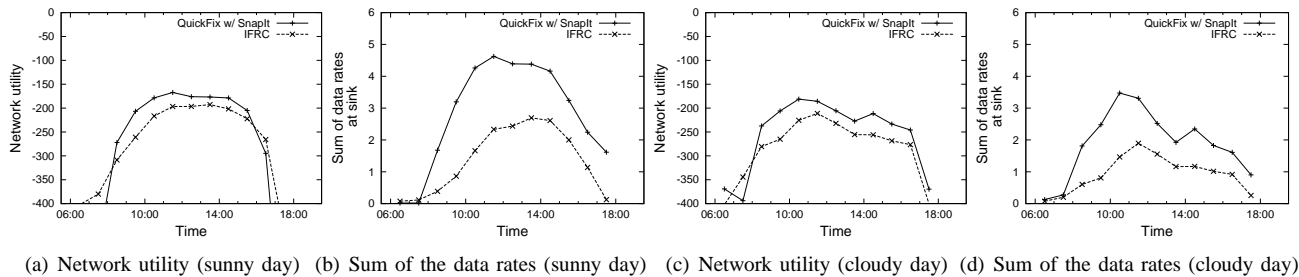 0
-50
-100
-150
-200
-250
-300
-350
-400
06:00 10:00 14:00 18:00
Network utility
Time
QuickFix w/ SnapIt
IFRC
6
5
4
3
2
1
0
06:00 10:00 14:00 18:00
Sum of data rates
at sink
Time
QuickFix w/ SnapIt
IFRC
0
-50
-100
-150
-200
-250
-300
-350
-400
06:00 10:00 14:00 18:00
Network utility
Time
QuickFix w/ SnapIt
IFRC
6
5
4
3
2
1
0
06:00 10:00 14:00 18:00
Sum of data rates
at sink
Time
QuickFix w/ SnapIt
IFRC
(a) Network utility (sunny day) (b) Sum of the data rates (sunny day) (c) Network utility (cloudy day) (d) Sum of the data rates (cloudy day)